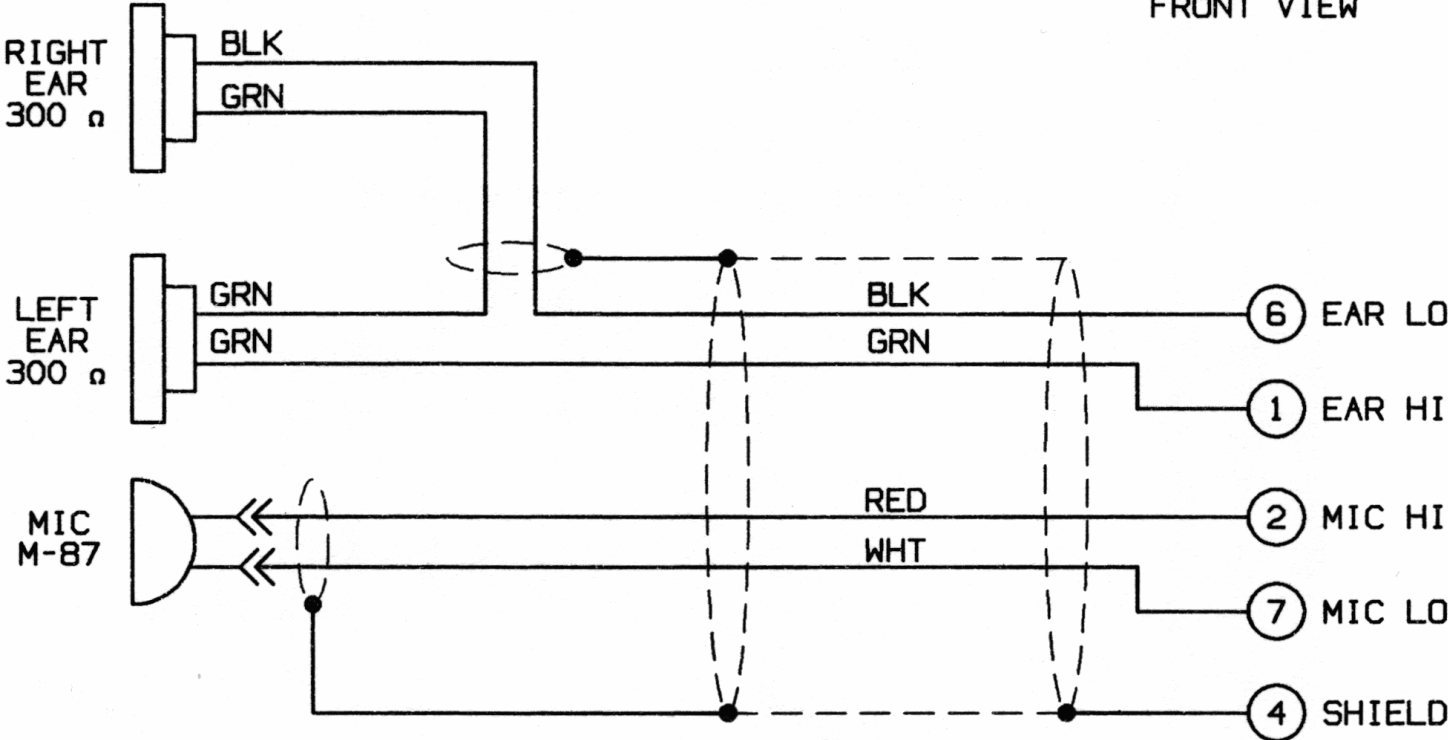 FRONT VIEW
RIGHT
EAR
300 Ω
BLK
GRN
LEFT
EAR
300 Ω
GRN
GRN
BLK
GRN
6 EAR LO
1 EAR HI
MIC
M-87
RED
WHT
2 MIC HI
7 MIC LO
4 SHIELD